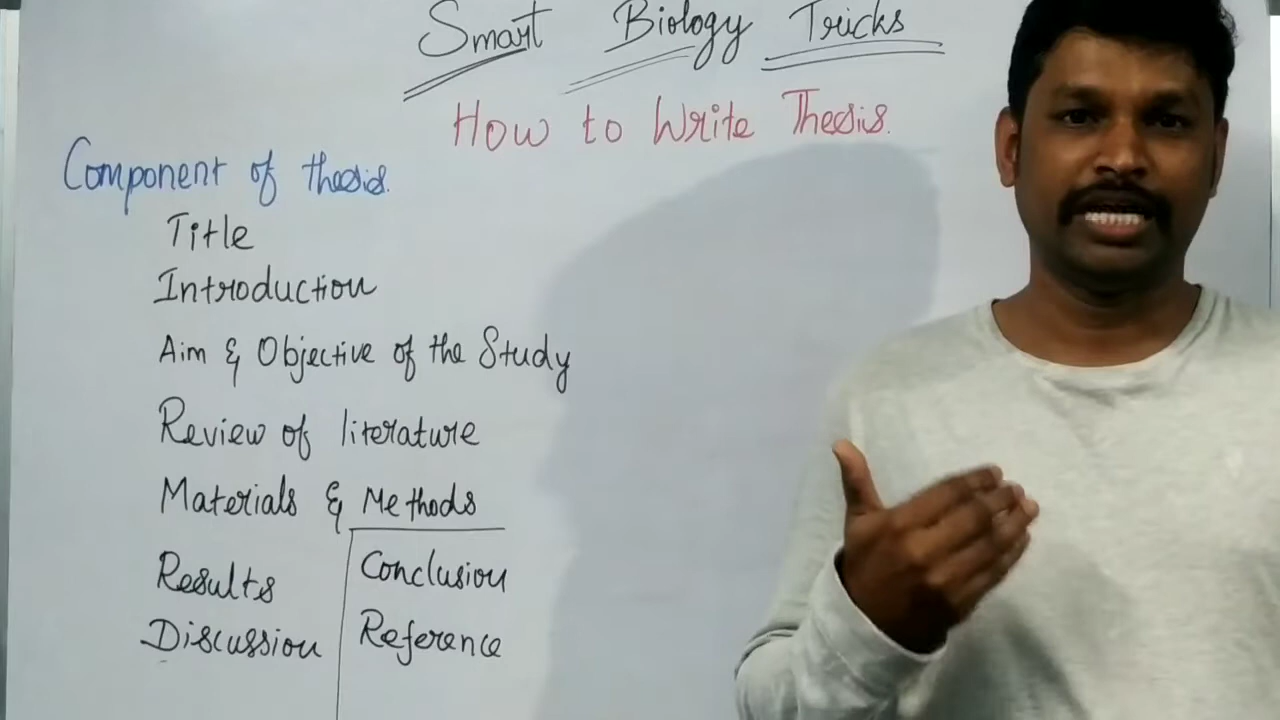 Smart Biology Tricks
How to Write Thesis.
Component of thesis.
Title
Introduction
Aim & Objective of the Study
Review of literature
Materials & Methods
Results
Discussion
Conclusion
Reference